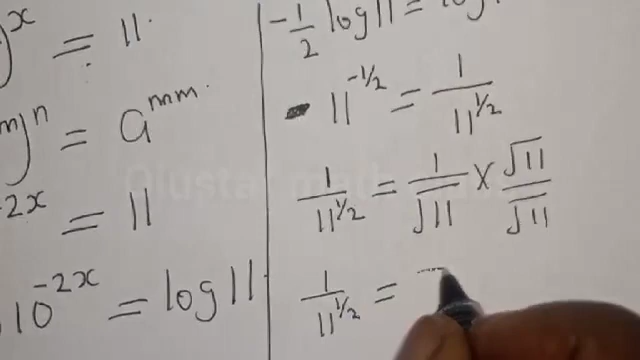 )^x = 11
m)^n = a^mm.
-2x = 11
10^-2x = log 11
-1/2 log 11 = log
11^-1/2 = 1/11^1/2
1/11^1/2 = 1/√11 × √11/√11
1/11^1/2 =